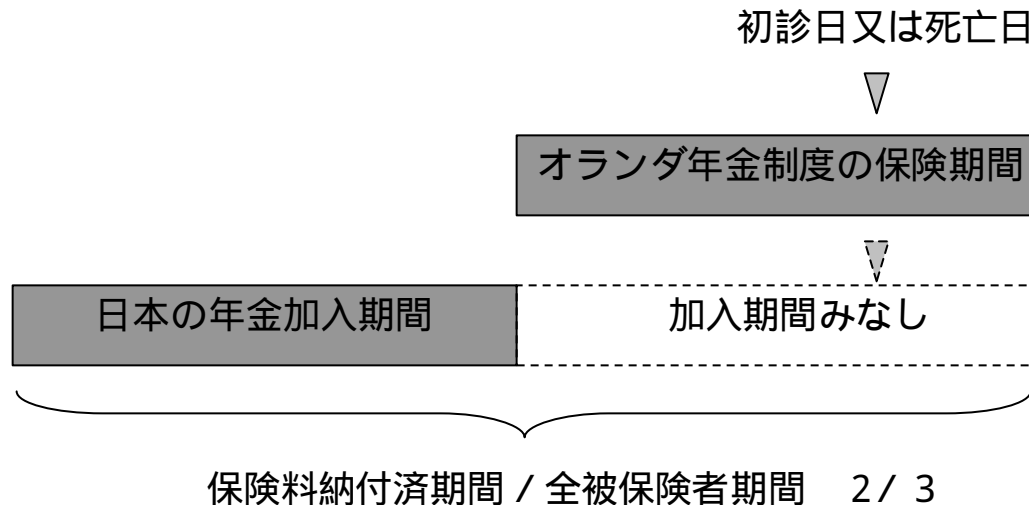 初診日又は死亡日
オランダ年金制度の保険期間
日本の年金加入期間
加入期間みなし
保険料納付済期間/全被保険者期間 2/3